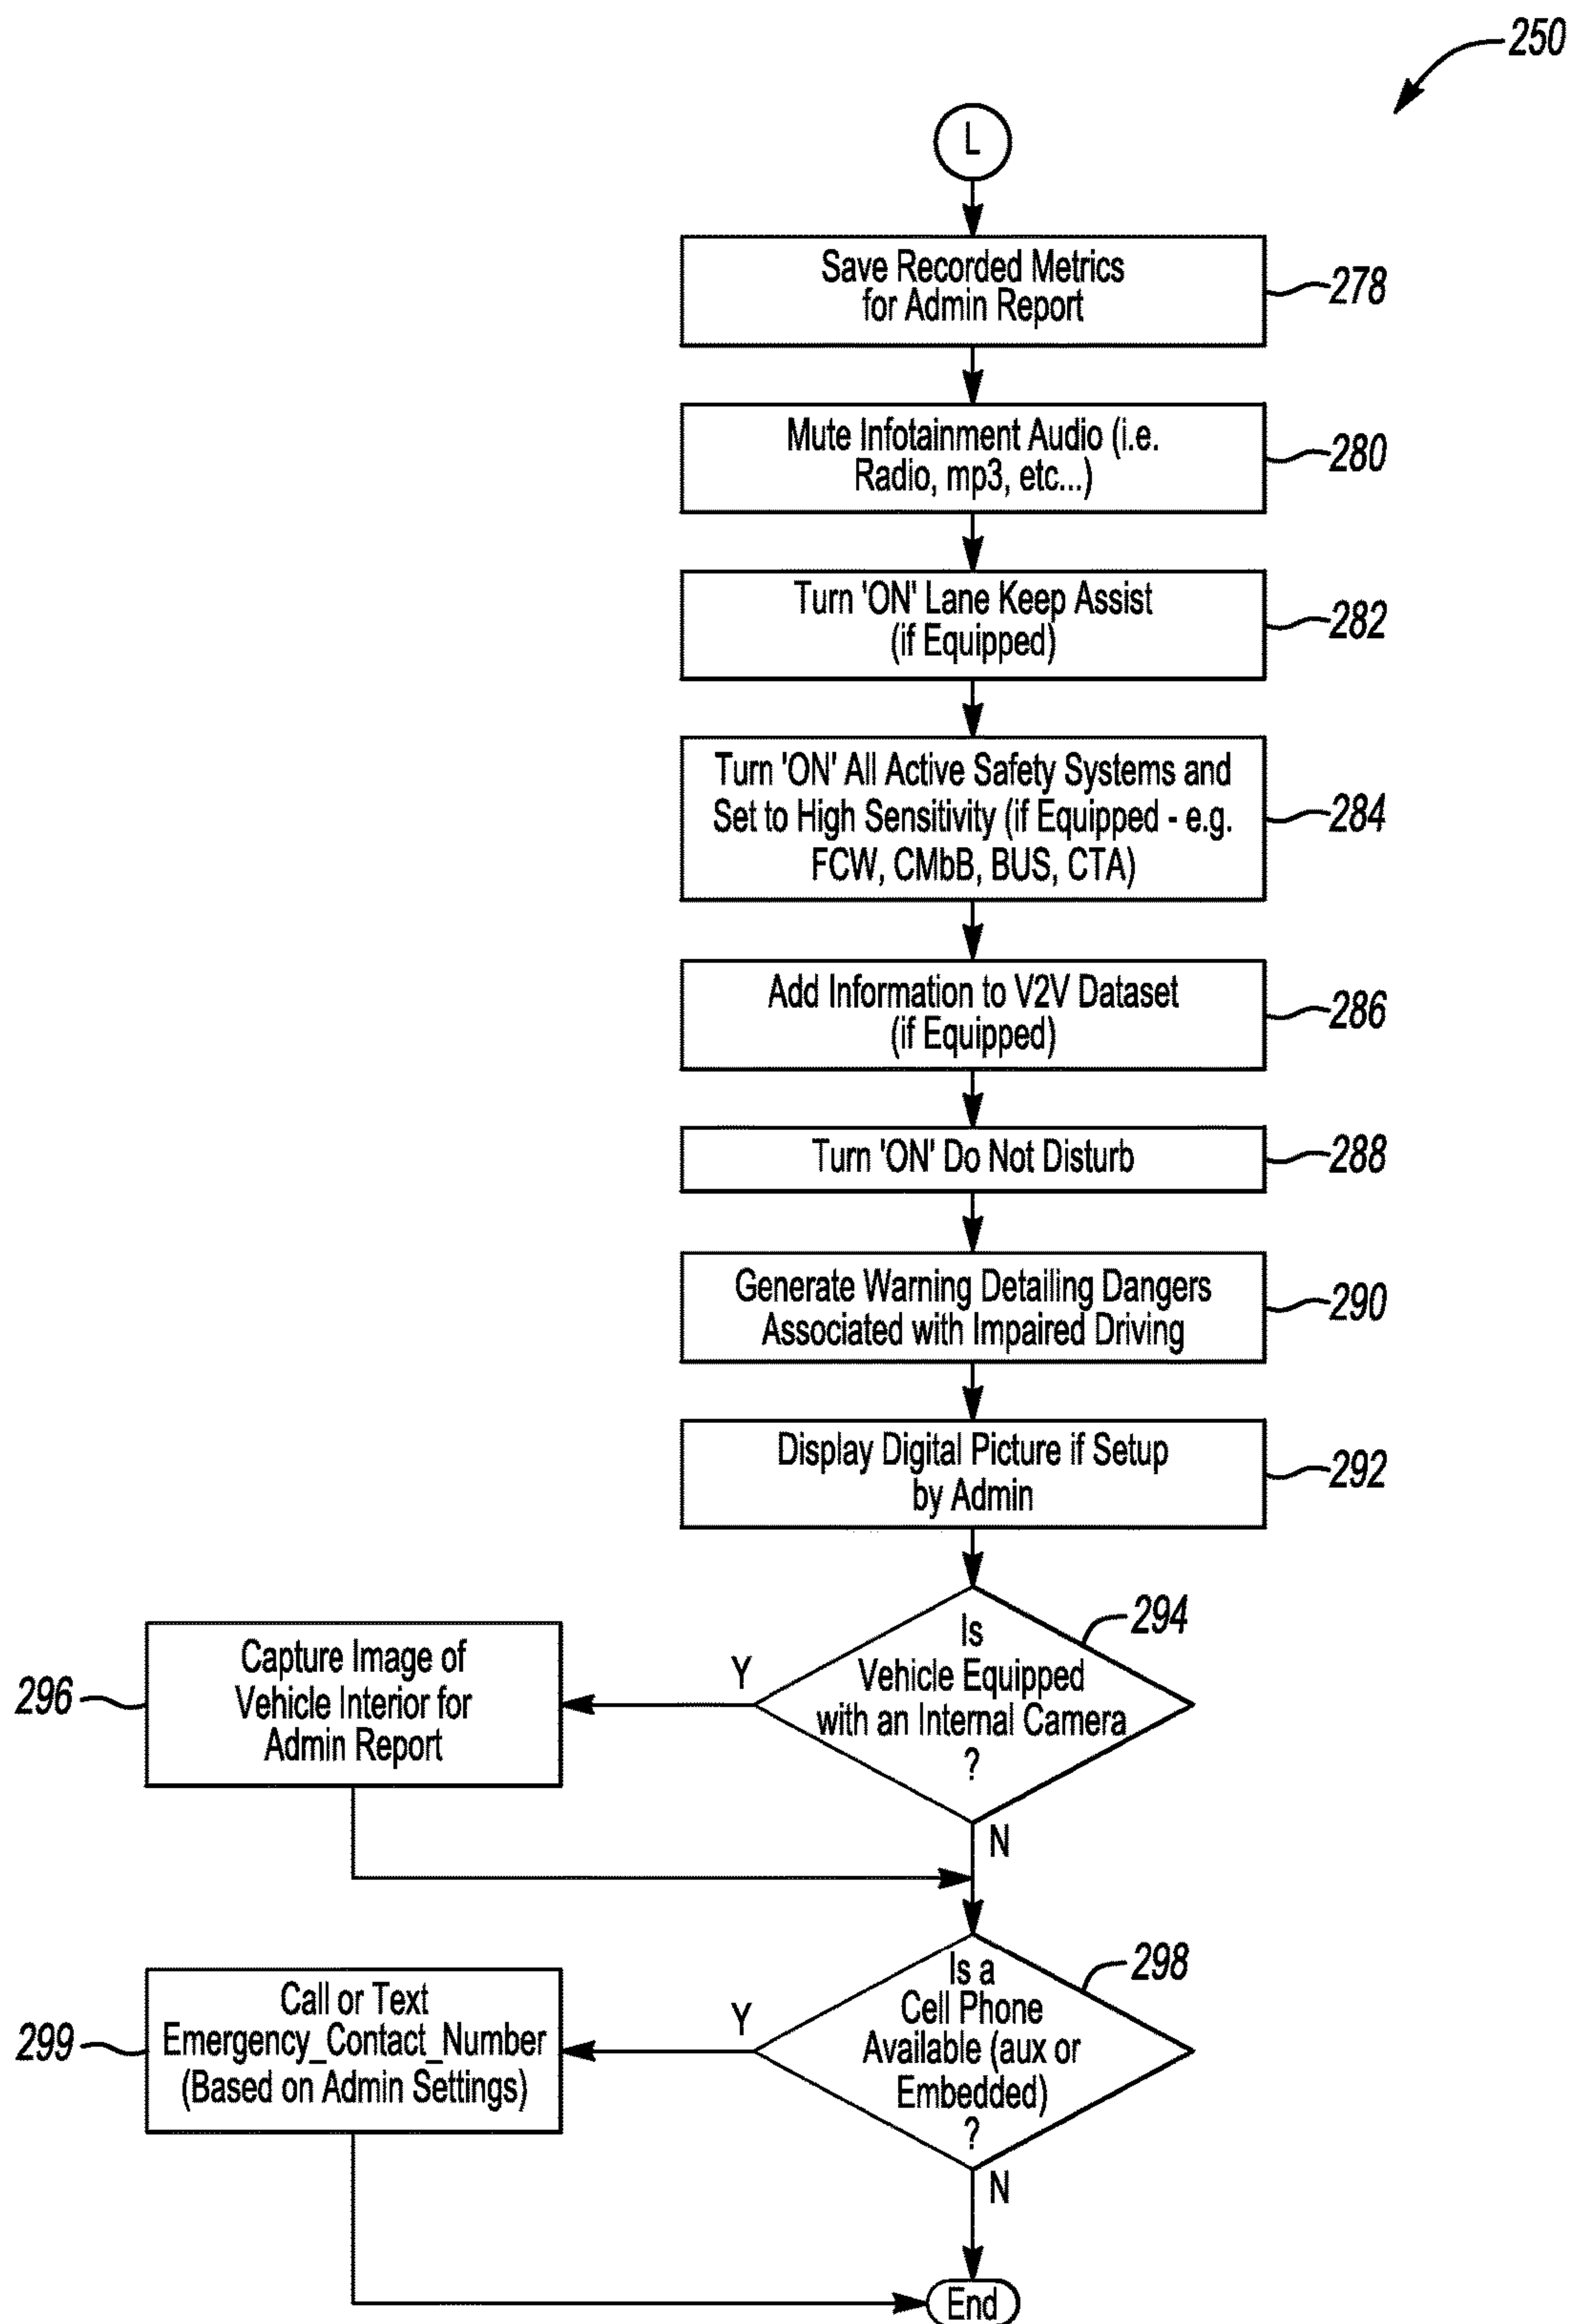 250
L
Save Recorded Metrics
for Admin Report
278
Mute Infotainment Audio (i.e.
Radio, mp3, etc...)
280
Turn 'ON' Lane Keep Assist
(if Equipped)
282
Turn 'ON' All Active Safety Systems and
Set to High Sensitivity (if Equipped - e.g.
FCW, CMbB, BUS, CTA)
284
Add Information to V2V Dataset
(if Equipped)
286
Turn 'ON' Do Not Disturb
288
Generate Warning Detailing Dangers
Associated with Impaired Driving
290
Display Digital Picture if Setup
by Admin
292
Is
Vehicle Equipped
with an Internal Camera
?
294
Y
N
Capture Image of
Vehicle Interior for
Admin Report
296
Is a
Cell Phone
Available (aux or
Embedded)
?
298
Y
N
Call or Text
Emergency_Contact_Number
(Based on Admin Settings)
299
End